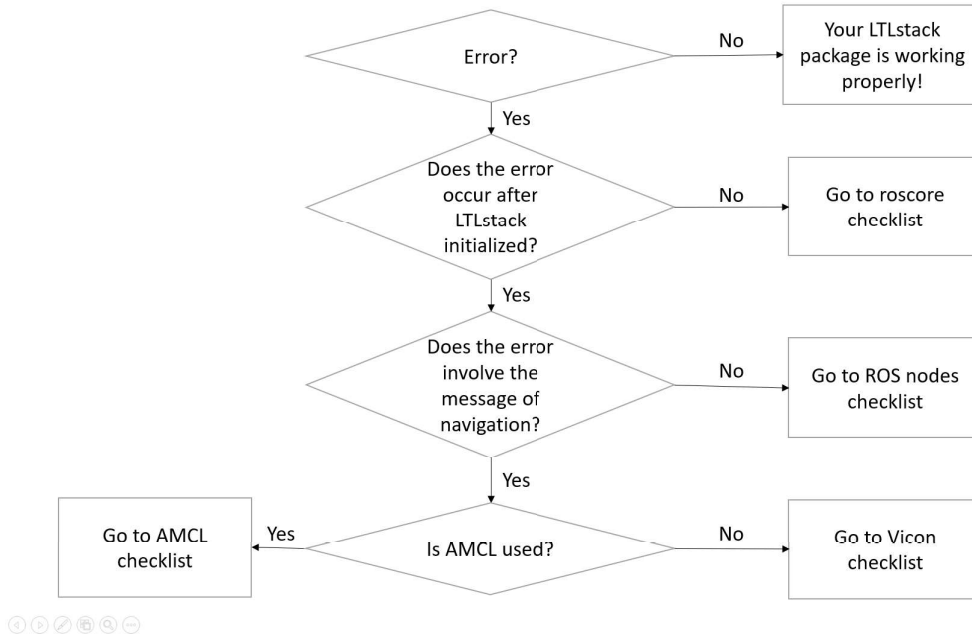 Error?
No
Your LTLstack
package is working
properly!
Yes
Does the error
occur after
LTLstack
initialized?
No
Go to roscore
checklist
Yes
Does the error
involve the
message of
navigation?
No
Go to ROS nodes
checklist
Yes
Go to AMCL
checklist
Yes
Is AMCL used?
No
Go to Vicon
checklist